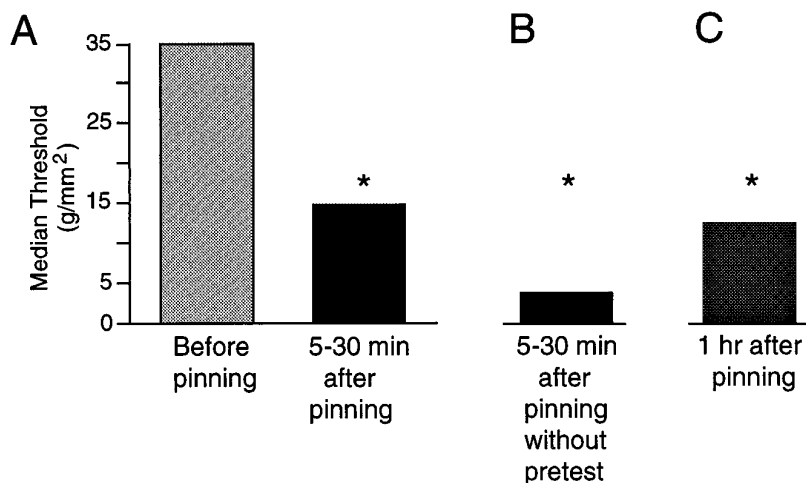 A
B
C
Median Threshold
(g/mm²)
35
25
15
5
0
*
*
*
Before
pinning
5-30 min
after
pinning
5-30 min
after
pinning
without
pretest
1 hr after
pinning